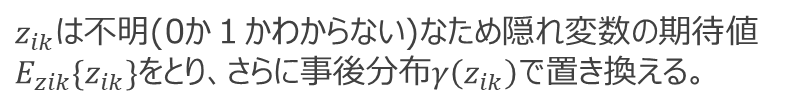 z_{ik}は不明(0か１かわからない)なため隠れ変数の期待値
E_{zik}{z_{ik}}をとり、さらに事後分布γ(z_{ik})で置き換える。